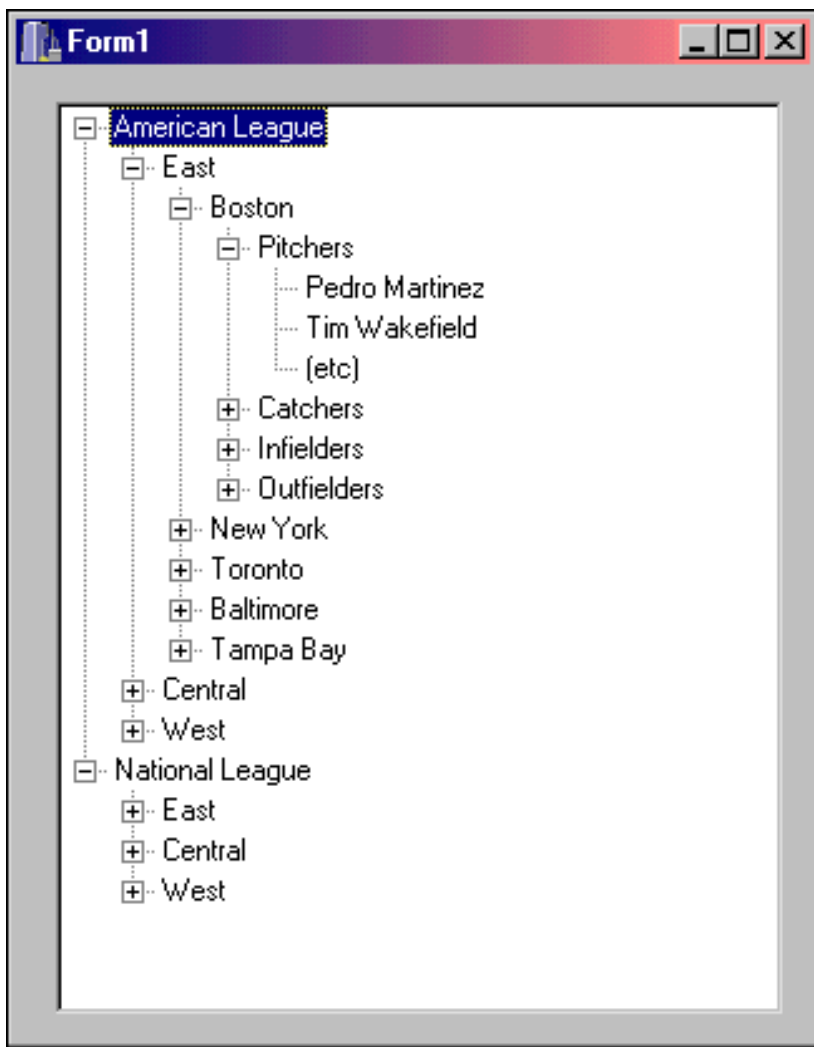 Form1
American League
East
Boston
Pitchers
Pedro Martinez
Tim Wakefield
(etc)
Catchers
Infielders
Outfielders
New York
Toronto
Baltimore
Tampa Bay
Central
West
National League
East
Central
West